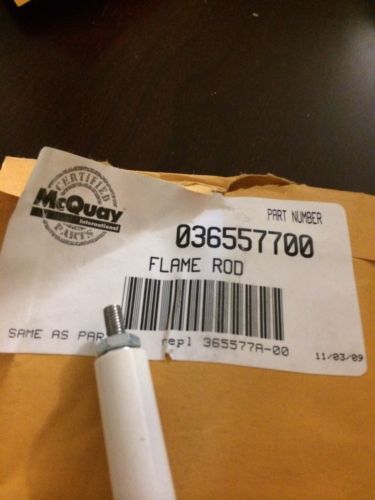 CERTIFIED
McQuay
International
PARTS
PART NUMBER
036557700
FLAME ROD
SAME AS PAR
repl 365577A-00
11/03/09